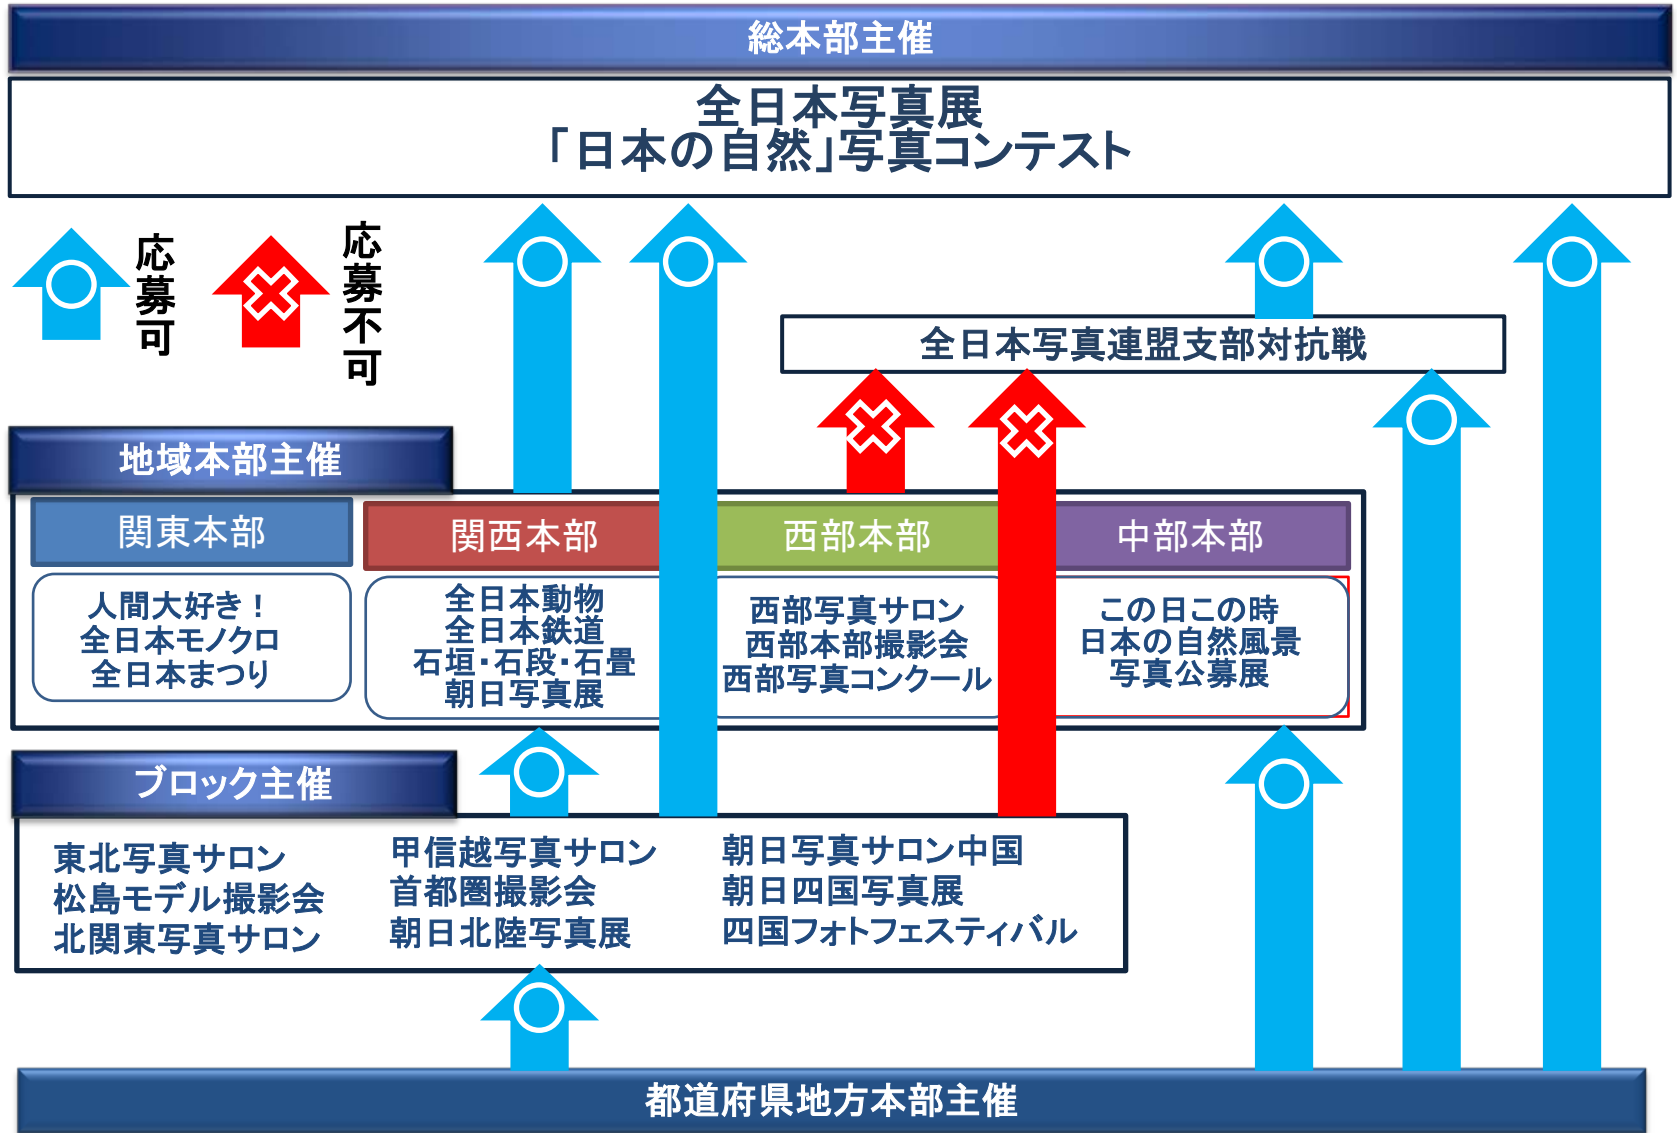 総本部主催
全日本写真展
「日本の自然」写真コンテスト
応募可
応募不可
全日本写真連盟支部対抗戦
地域本部主催
関東本部
関西本部
西部本部
中部本部
人間大好き！
全日本モノクロ
全日本まつり
全日本動物
全日本鉄道
石垣・石段・石畳
朝日写真展
西部写真サロン
西部本部撮影会
西部写真コンクール
この日この時
日本の自然風景
写真公募展
ブロック主催
東北写真サロン
松島モデル撮影会
北関東写真サロン
甲信越写真サロン
首都圏撮影会
朝日北陸写真展
朝日写真サロン中国
朝日四国写真展
四国フォトフェスティバル
都道府県地方本部主催